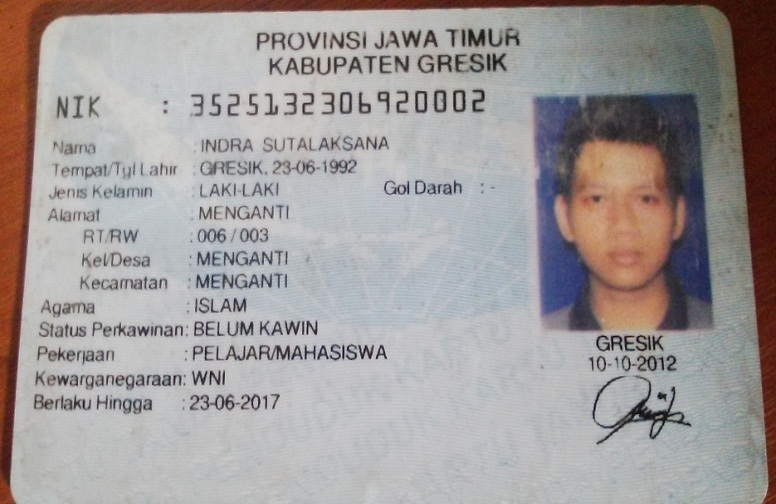 PROVINSI JAWA TIMUR
KABUPATEN GRESIK
NIK : 3525132306920002
Nama : INDRA SUTALAKSANA
Tempat/Tgl Lahir : GRESIK, 23-06-1992
Jenis Kelamin : LAKI-LAKI Gol Darah : -
Alamat : MENGANTI
RT/RW : 006 / 003
Kel/Desa : MENGANTI
Kecamatan : MENGANTI
Agama : ISLAM
Status Perkawinan: BELUM KAWIN
Pekerjaan : PELAJAR/MAHASISWA
Kewarganegaraan: WNI
Berlaku Hingga : 23-06-2017
GRESIK
10-10-2012